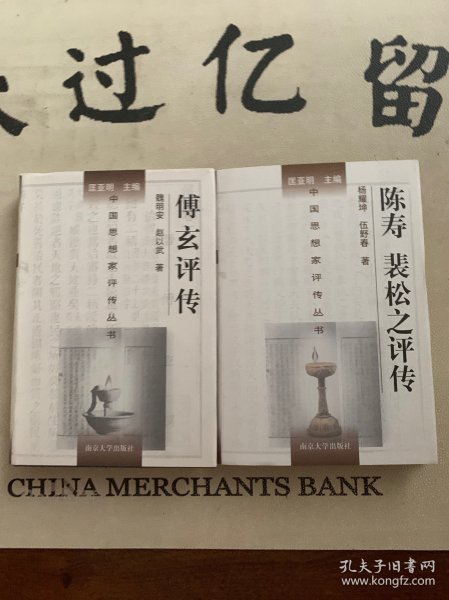 过亿留
匡亚明 主编
中国思想家评传丛书
魏明安 赵以武 著
傅玄评传
南京大学出版社
匡亚明 主编
中国思想家评传丛书
杨耀坤 伍野春 著
陈寿 裴松之评传
南京大学出版社
CHINA MERCHANTS BANK
孔夫子旧书网
www.kongfz.com